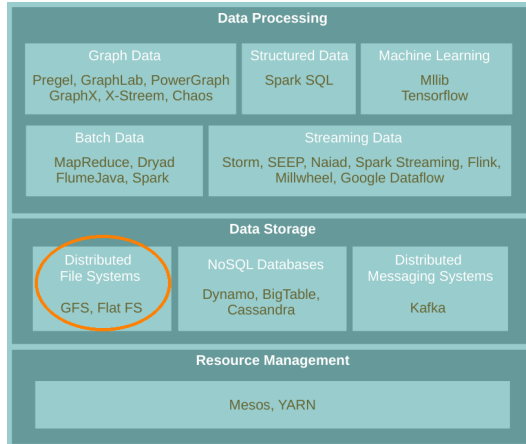 Data Processing
Graph Data
Pregel, GraphLab, PowerGraph
GraphX, X-Streem, Chaos
Structured Data
Spark SQL
Machine Learning
Mllib
Tensorflow
Batch Data
MapReduce, Dryad
FlumeJava, Spark
Streaming Data
Storm, SEEP, Naiad, Spark Streaming, Flink,
Millwheel, Google Dataflow
Data Storage
Distributed
File Systems
GFS, Flat FS
NoSQL Databases
Dynamo, BigTable,
Cassandra
Distributed
Messaging Systems
Kafka
Resource Management
Mesos, YARN